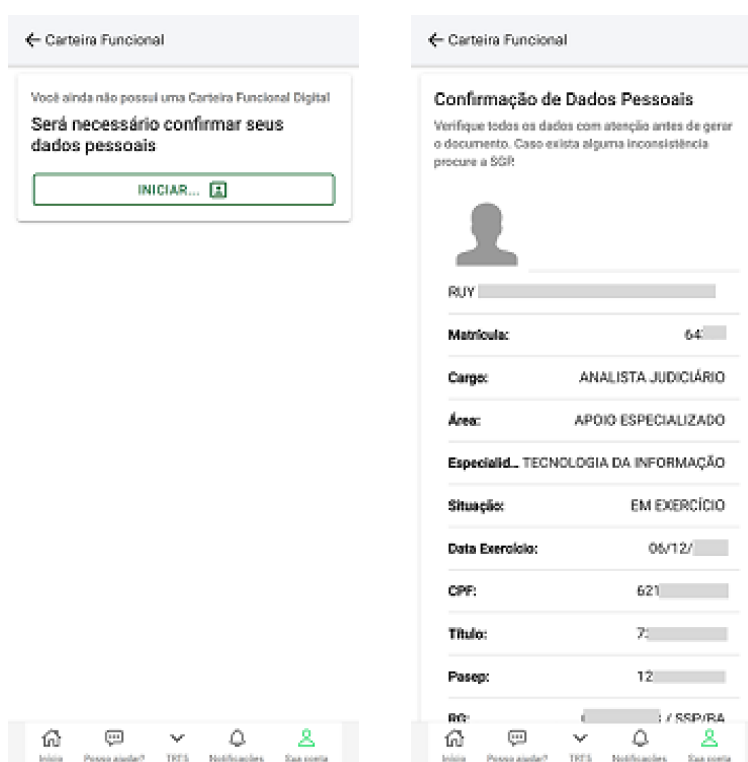 Carteira Funcional
Você ainda não possui uma Carteira Funcional Digital
Será necessário confirmar seus
dados pessoais
INICIAR...
Início Posso ajudar? TRT5 Notificações Sua conta
Carteira Funcional
Confirmação de Dados Pessoais
Verifique todos os dados com atenção antes de gerar
o documento. Caso exista alguma inconsistência
procure a SGP.
RUY
Matrícula: 64
Cargo: ANALISTA JUDICIÁRIO
Área: APOIO ESPECIALIZADO
Especialid... TECNOLOGIA DA INFORMAÇÃO
Situação: EM EXERCÍCIO
Data Exercício: 06/12/
CPF: 621
Título: 7
Pasep: 12
RG: / SSP/BA
Início Posso ajudar? TRT5 Notificações Sua conta